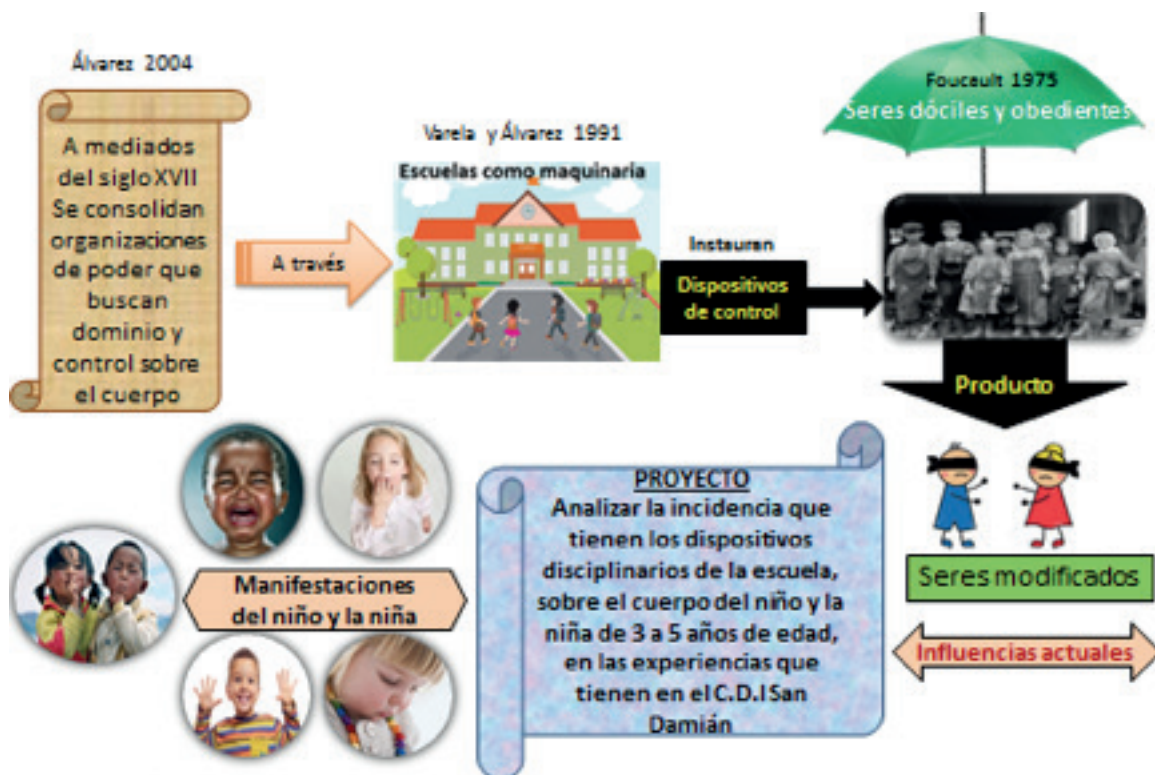 Álvarez 2004
A mediados
del siglo XVII
Se consolidan
organizaciones
de poder que
buscan
dominio y
control sobre
el cuerpo
A través
Varela y Álvarez 1991
Escuelas como maquinaria
Instauran
Dispositivos
de control
Foucault 1975
Seres dóciles y obedientes
Producto
Seres modificados
Influencias actuales
PROYECTO
Analizar la incidencia que
tienen los dispositivos
disciplinarios de la escuela,
sobre el cuerpo del niño y la
niña de 3 a 5 años de edad,
en las experiencias que
tienen en el C.D.I San
Damián
Manifestaciones
del niño y la niña